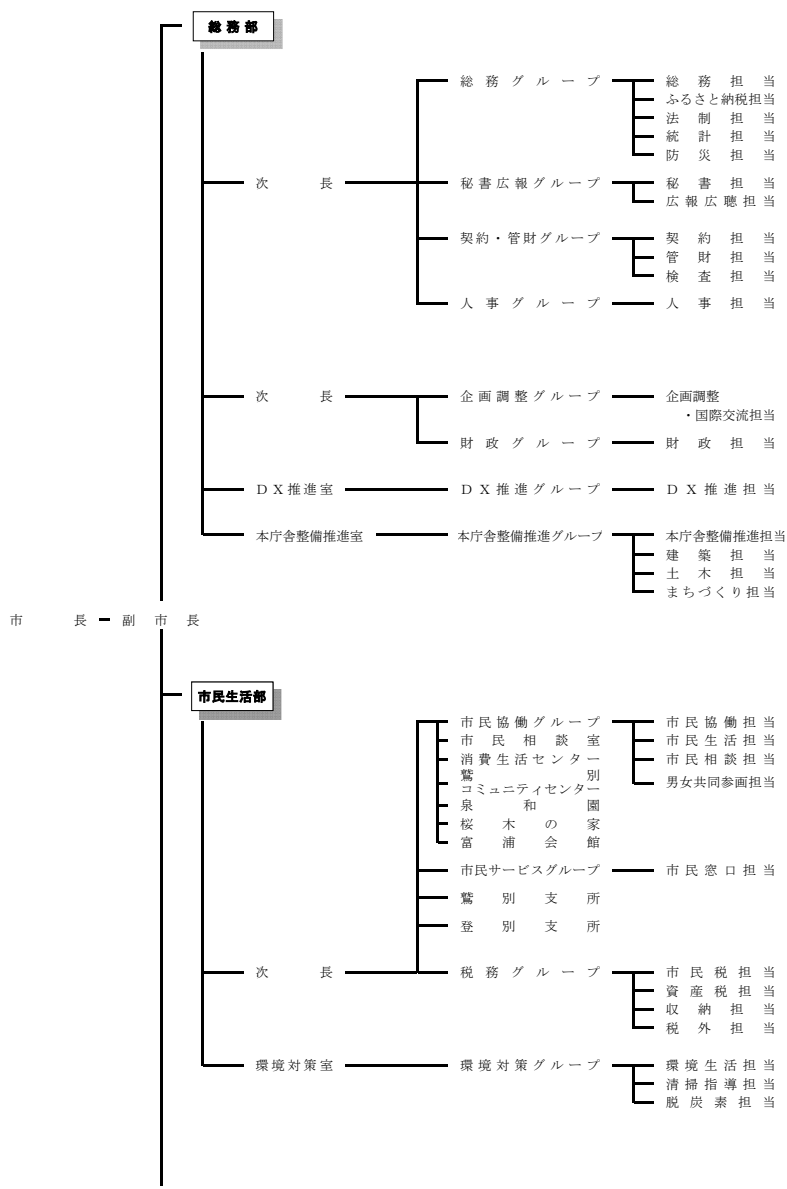 総務部
総務グループ 総務担当
ふるさと納税担当
法制担当
統計担当
防災担当
次長 秘書広報グループ 秘書担当
広報広聴担当
契約・管財グループ 契約担当
管財担当
検査担当
人事グループ 人事担当
次長 企画調整グループ 企画調整
・国際交流担当
財政グループ 財政担当
DX推進室 DX推進グループ DX推進担当
本庁舎整備推進室 本庁舎整備推進グループ 本庁舎整備推進担当
建築担当
土木担当
まちづくり担当
市長 副市長
市民生活部
市民協働グループ 市民協働担当
市民相談室 市民生活担当
消費生活センター 市民相談担当
鷲別
コミュニティセンター 男女共同参画担当
泉和園
桜木の家
富浦会館
市民サービスグループ 市民窓口担当
鷲別支所
登別支所
次長 税務グループ 市民税担当
資産税担当
収納担当
税外担当
環境対策室 環境対策グループ 環境生活担当
清掃指導担当
脱炭素担当